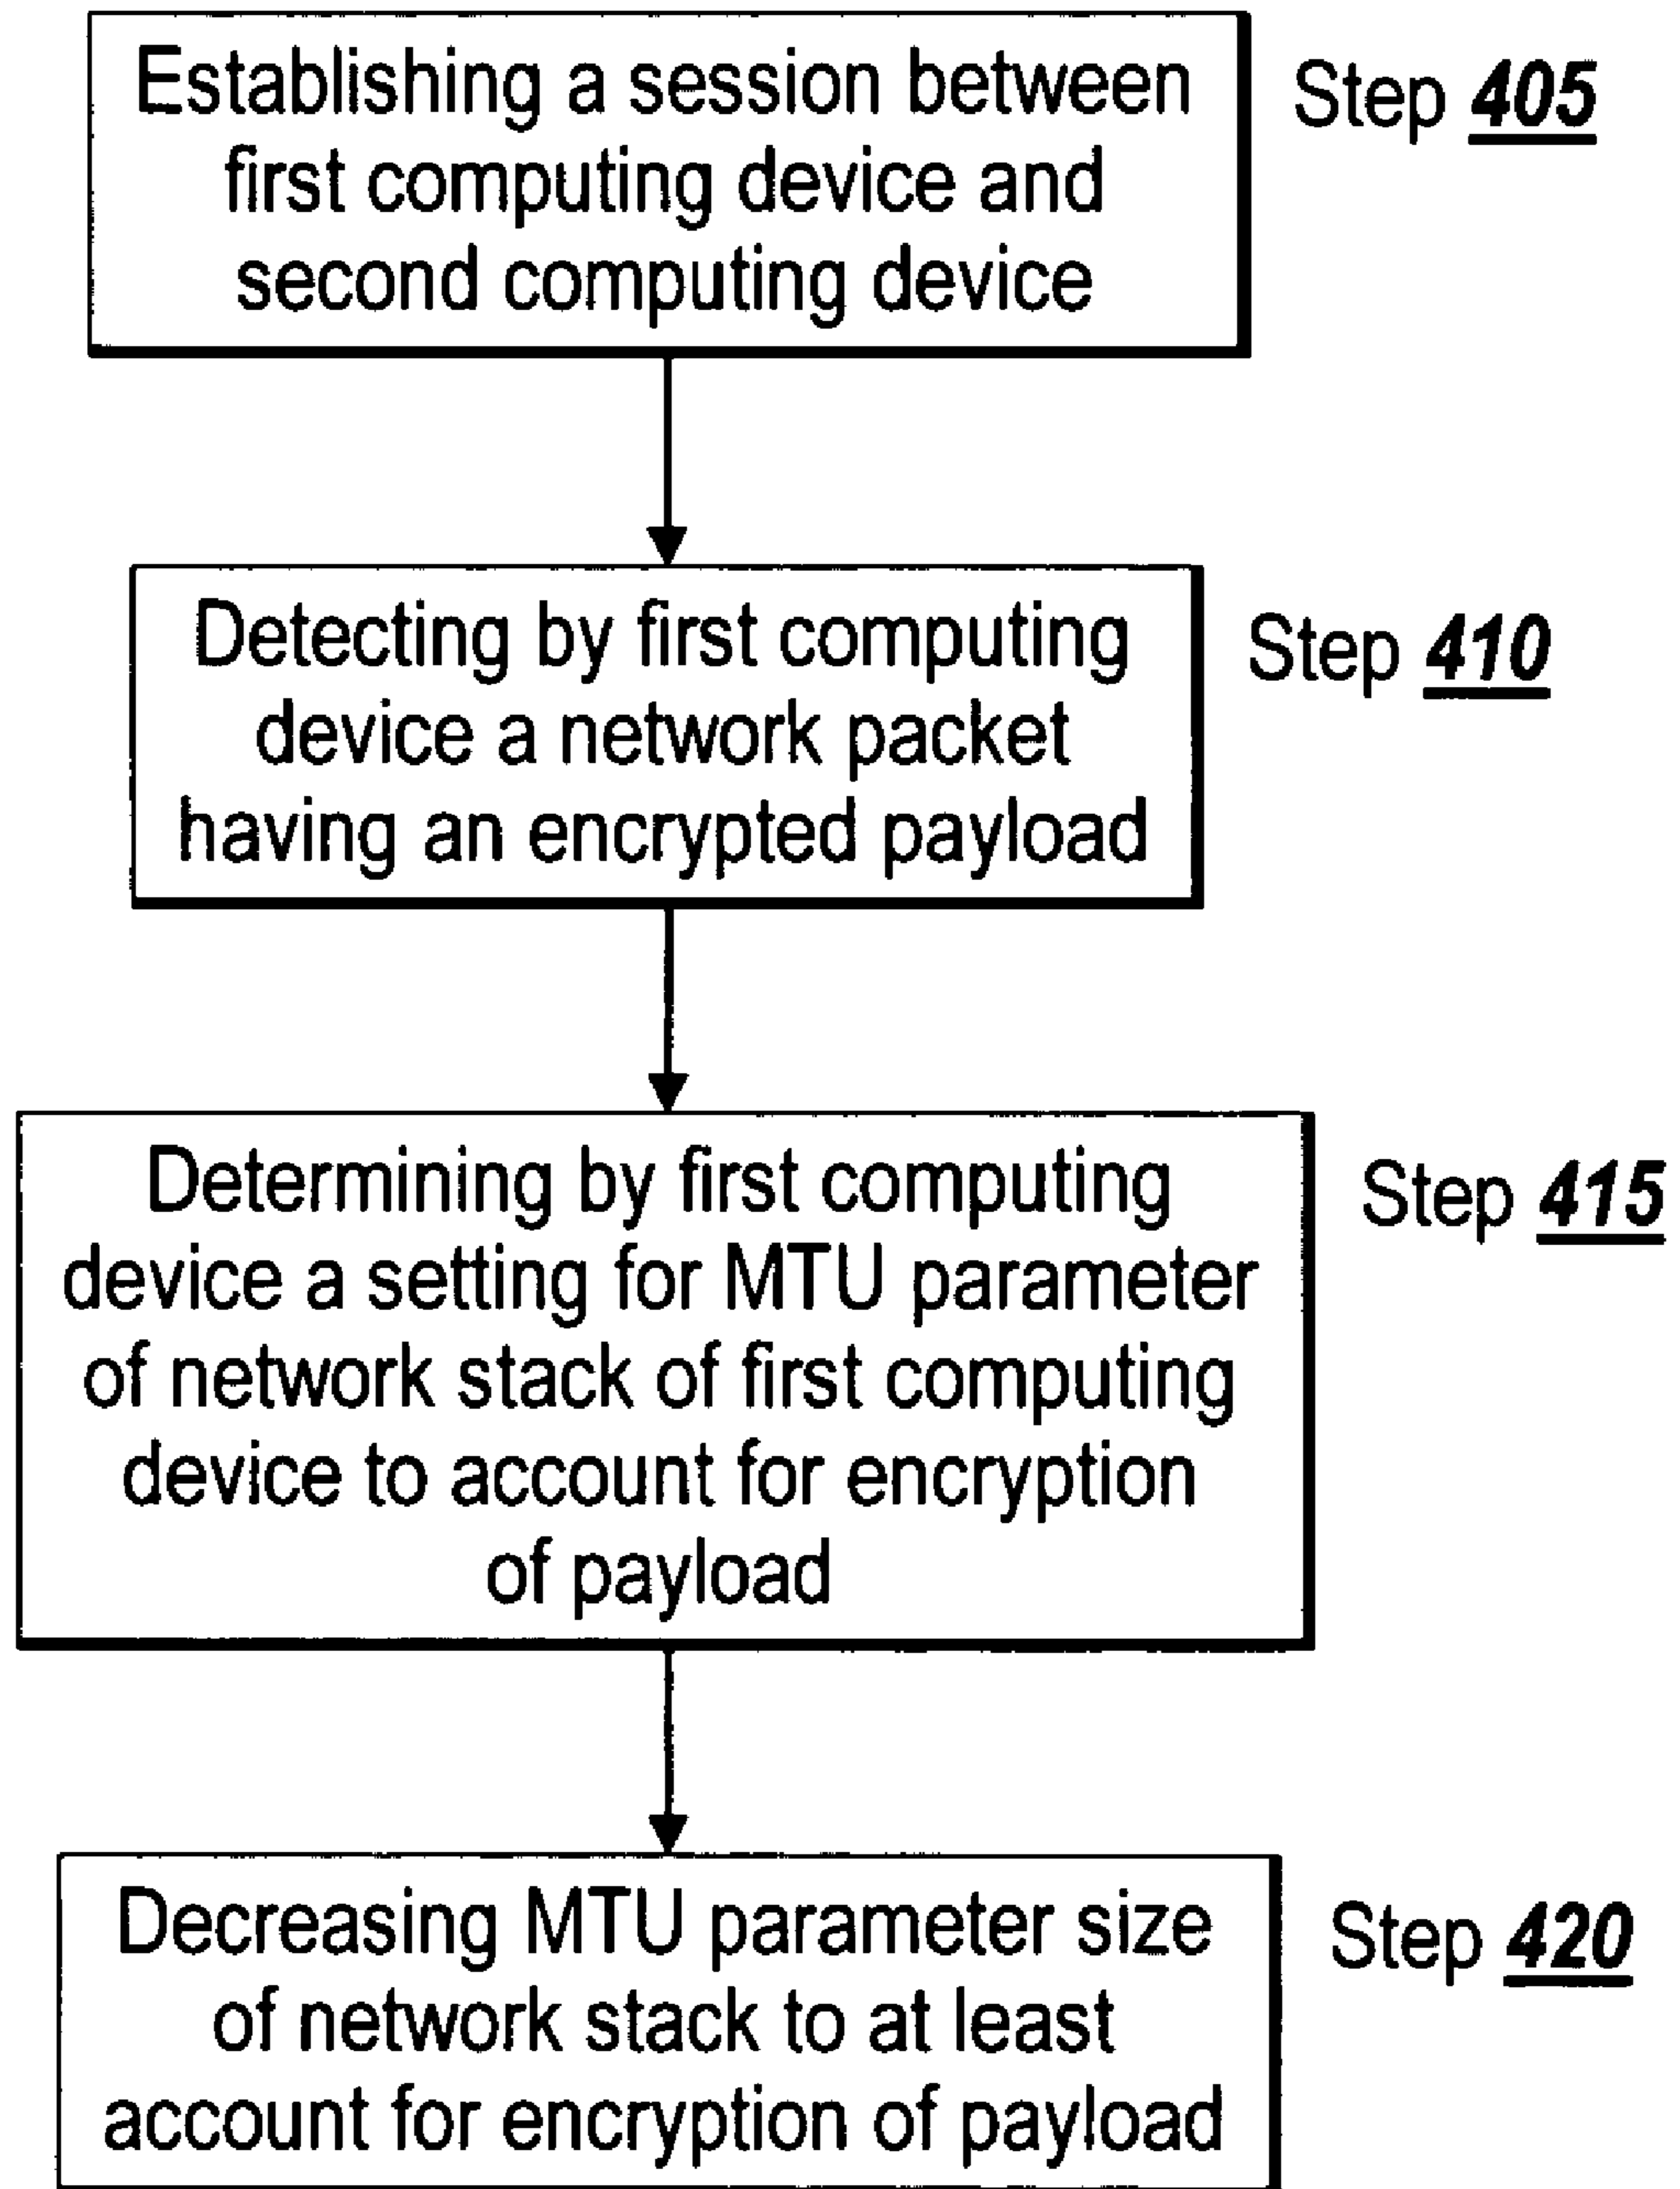 Establishing a session between
first computing device and
second computing device
Step 405
Detecting by first computing
device a network packet
having an encrypted payload
Step 410
Determining by first computing
device a setting for MTU parameter
of network stack of first computing
device to account for encryption
of payload
Step 415
Decreasing MTU parameter size
of network stack to at least
account for encryption of payload
Step 420